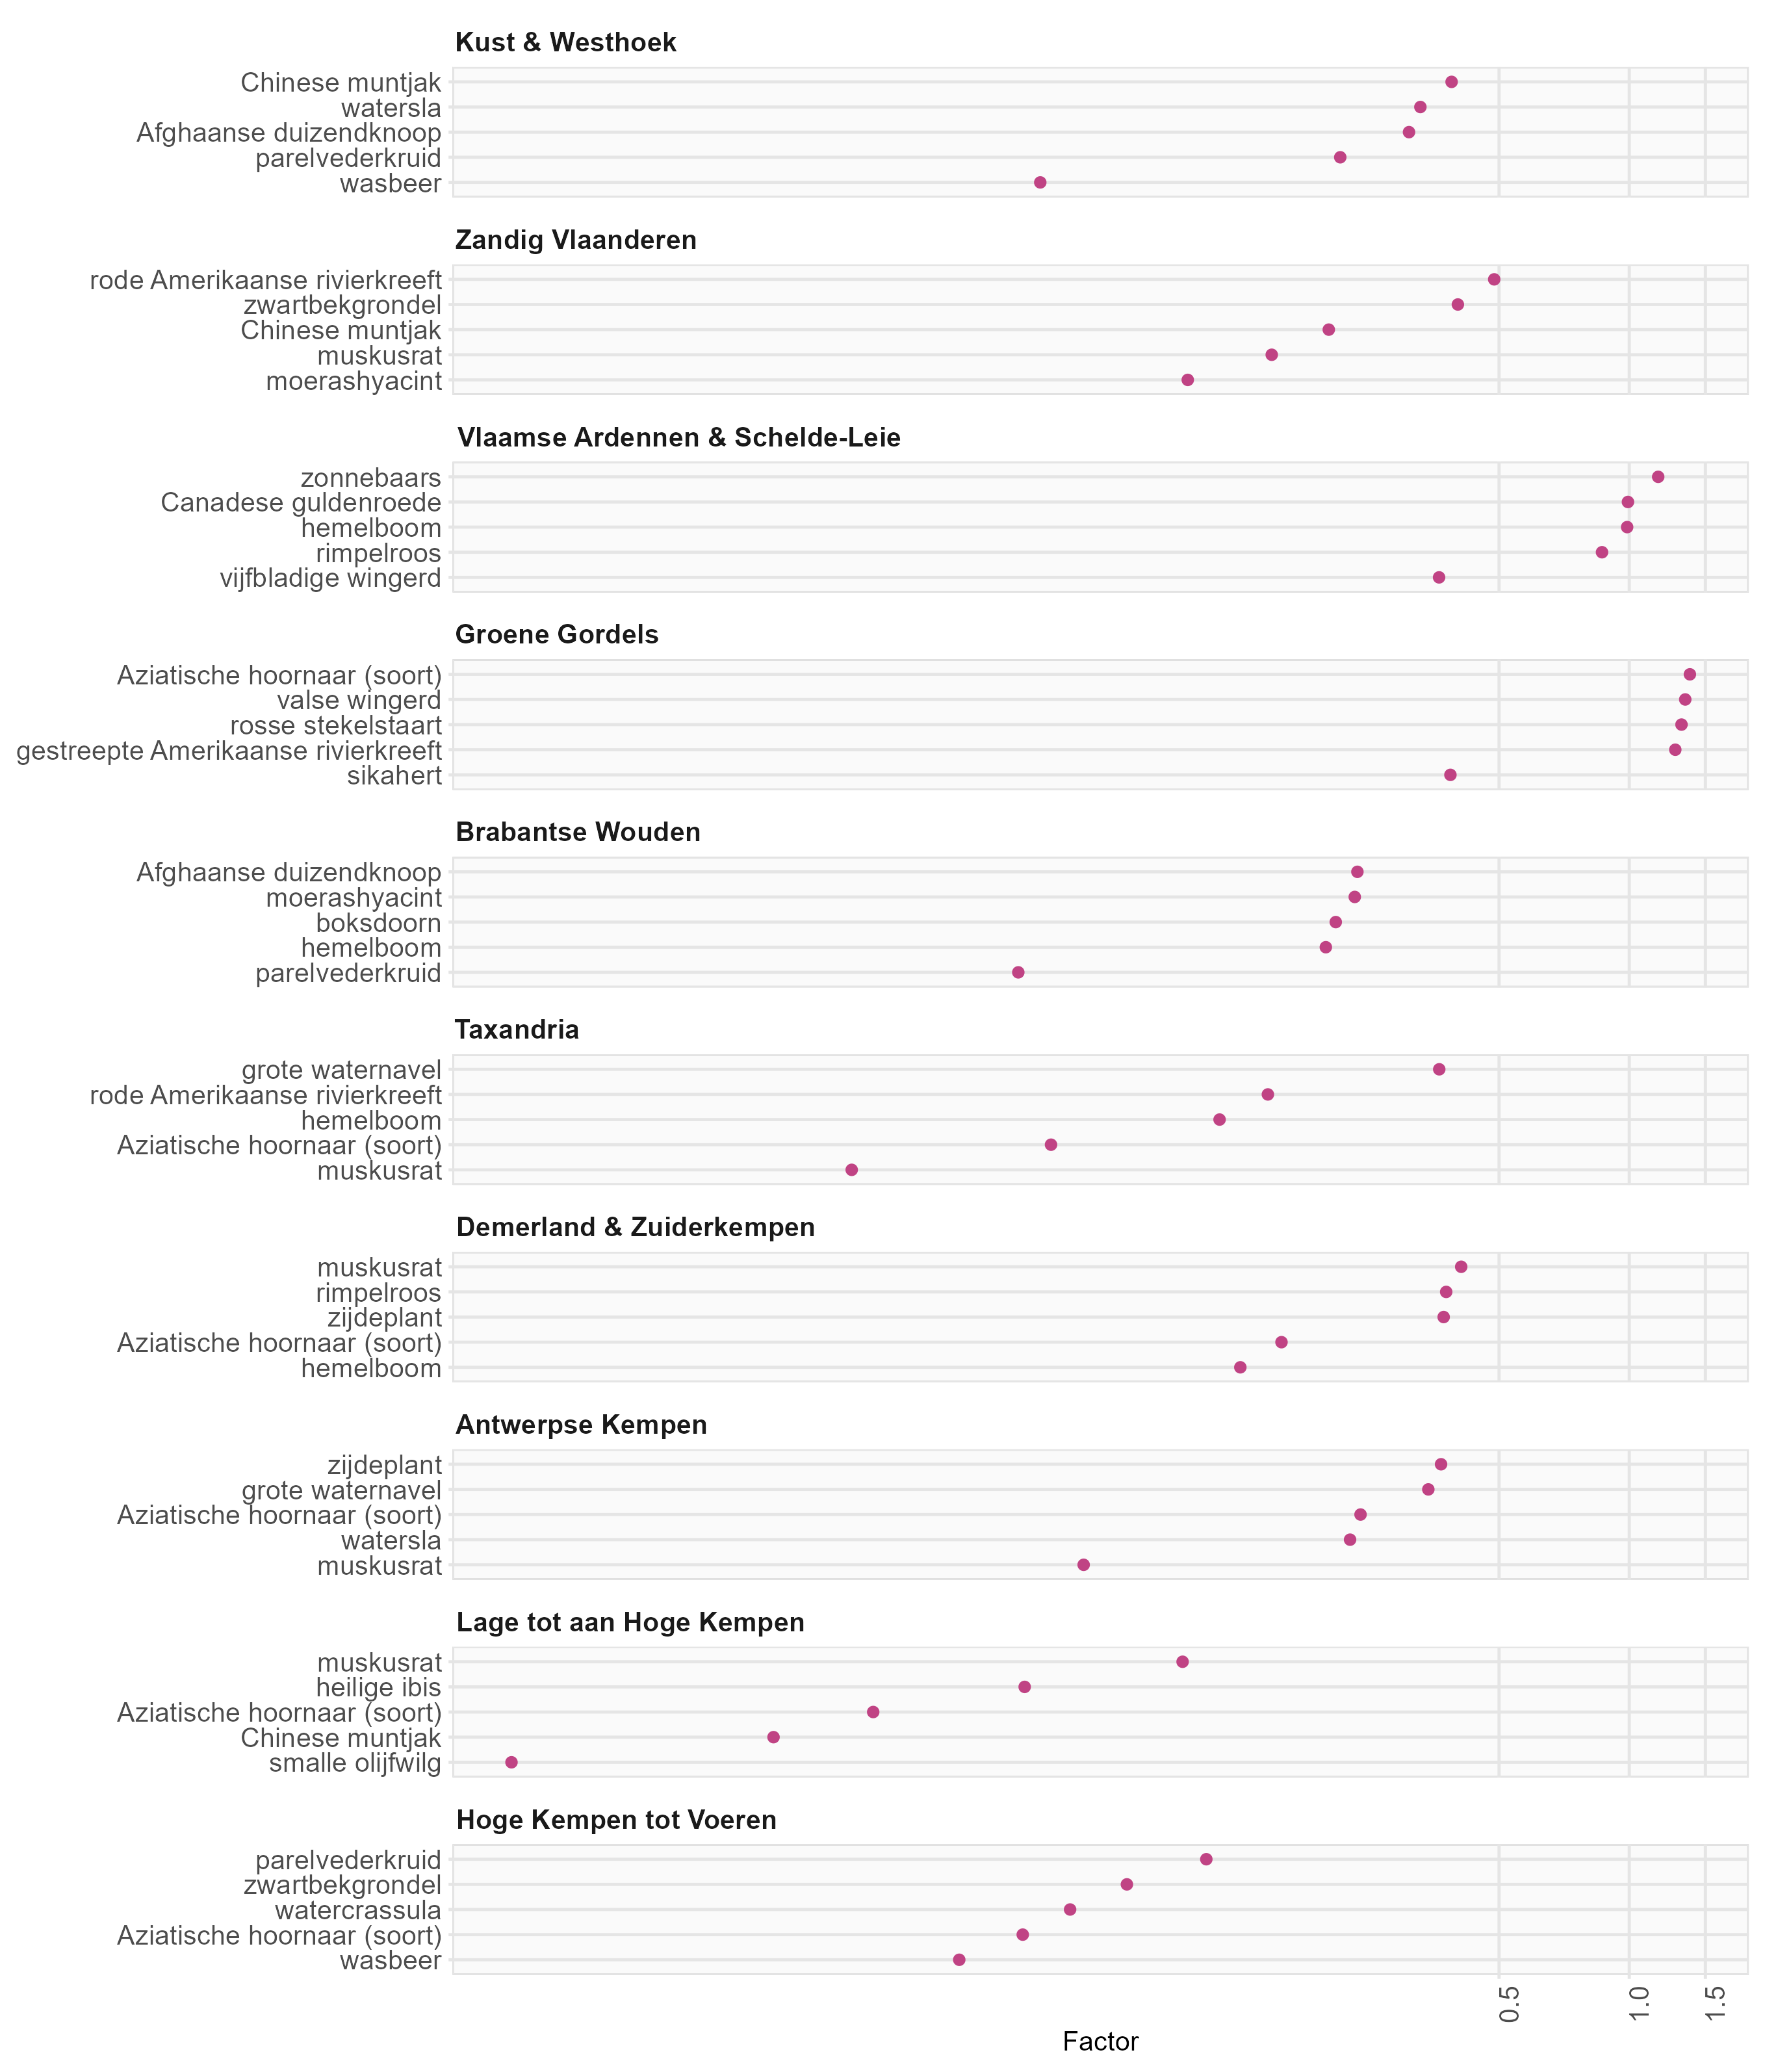 Kust & Westhoek
Chinese muntjak
watersla
Afghaanse duizendknoop
parelvederkruid
wasbeer
Zandig Vlaanderen
rode Amerikaanse rivierkreeft
zwartbekgrondel
Chinese muntjak
muskusrat
moerashyacint
Vlaamse Ardennen & Schelde-Leie
zonnebaars
Canadese guldenroede
hemelboom
rimpelroos
vijfbladige wingerd
Groene Gordels
Aziatische hoornaar (soort)
valse wingerd
rosse stekelstaart
gestreepte Amerikaanse rivierkreeft
sikahert
Brabantse Wouden
Afghaanse duizendknoop
moerashyacint
boksdoorn
hemelboom
parelvederkruid
Taxandria
grote waternavel
rode Amerikaanse rivierkreeft
hemelboom
Aziatische hoornaar (soort)
muskusrat
Demerland & Zuiderkempen
muskusrat
rimpelroos
zijdeplant
Aziatische hoornaar (soort)
hemelboom
Antwerpse Kempen
zijdeplant
grote waternavel
Aziatische hoornaar (soort)
watersla
muskusrat
Lage tot aan Hoge Kempen
muskusrat
heilige ibis
Aziatische hoornaar (soort)
Chinese muntjak
smalle olijfwilg
Hoge Kempen tot Voeren
parelvederkruid
zwartbekgrondel
watercrassula
Aziatische hoornaar (soort)
wasbeer
0.5
1.0
1.5
Factor